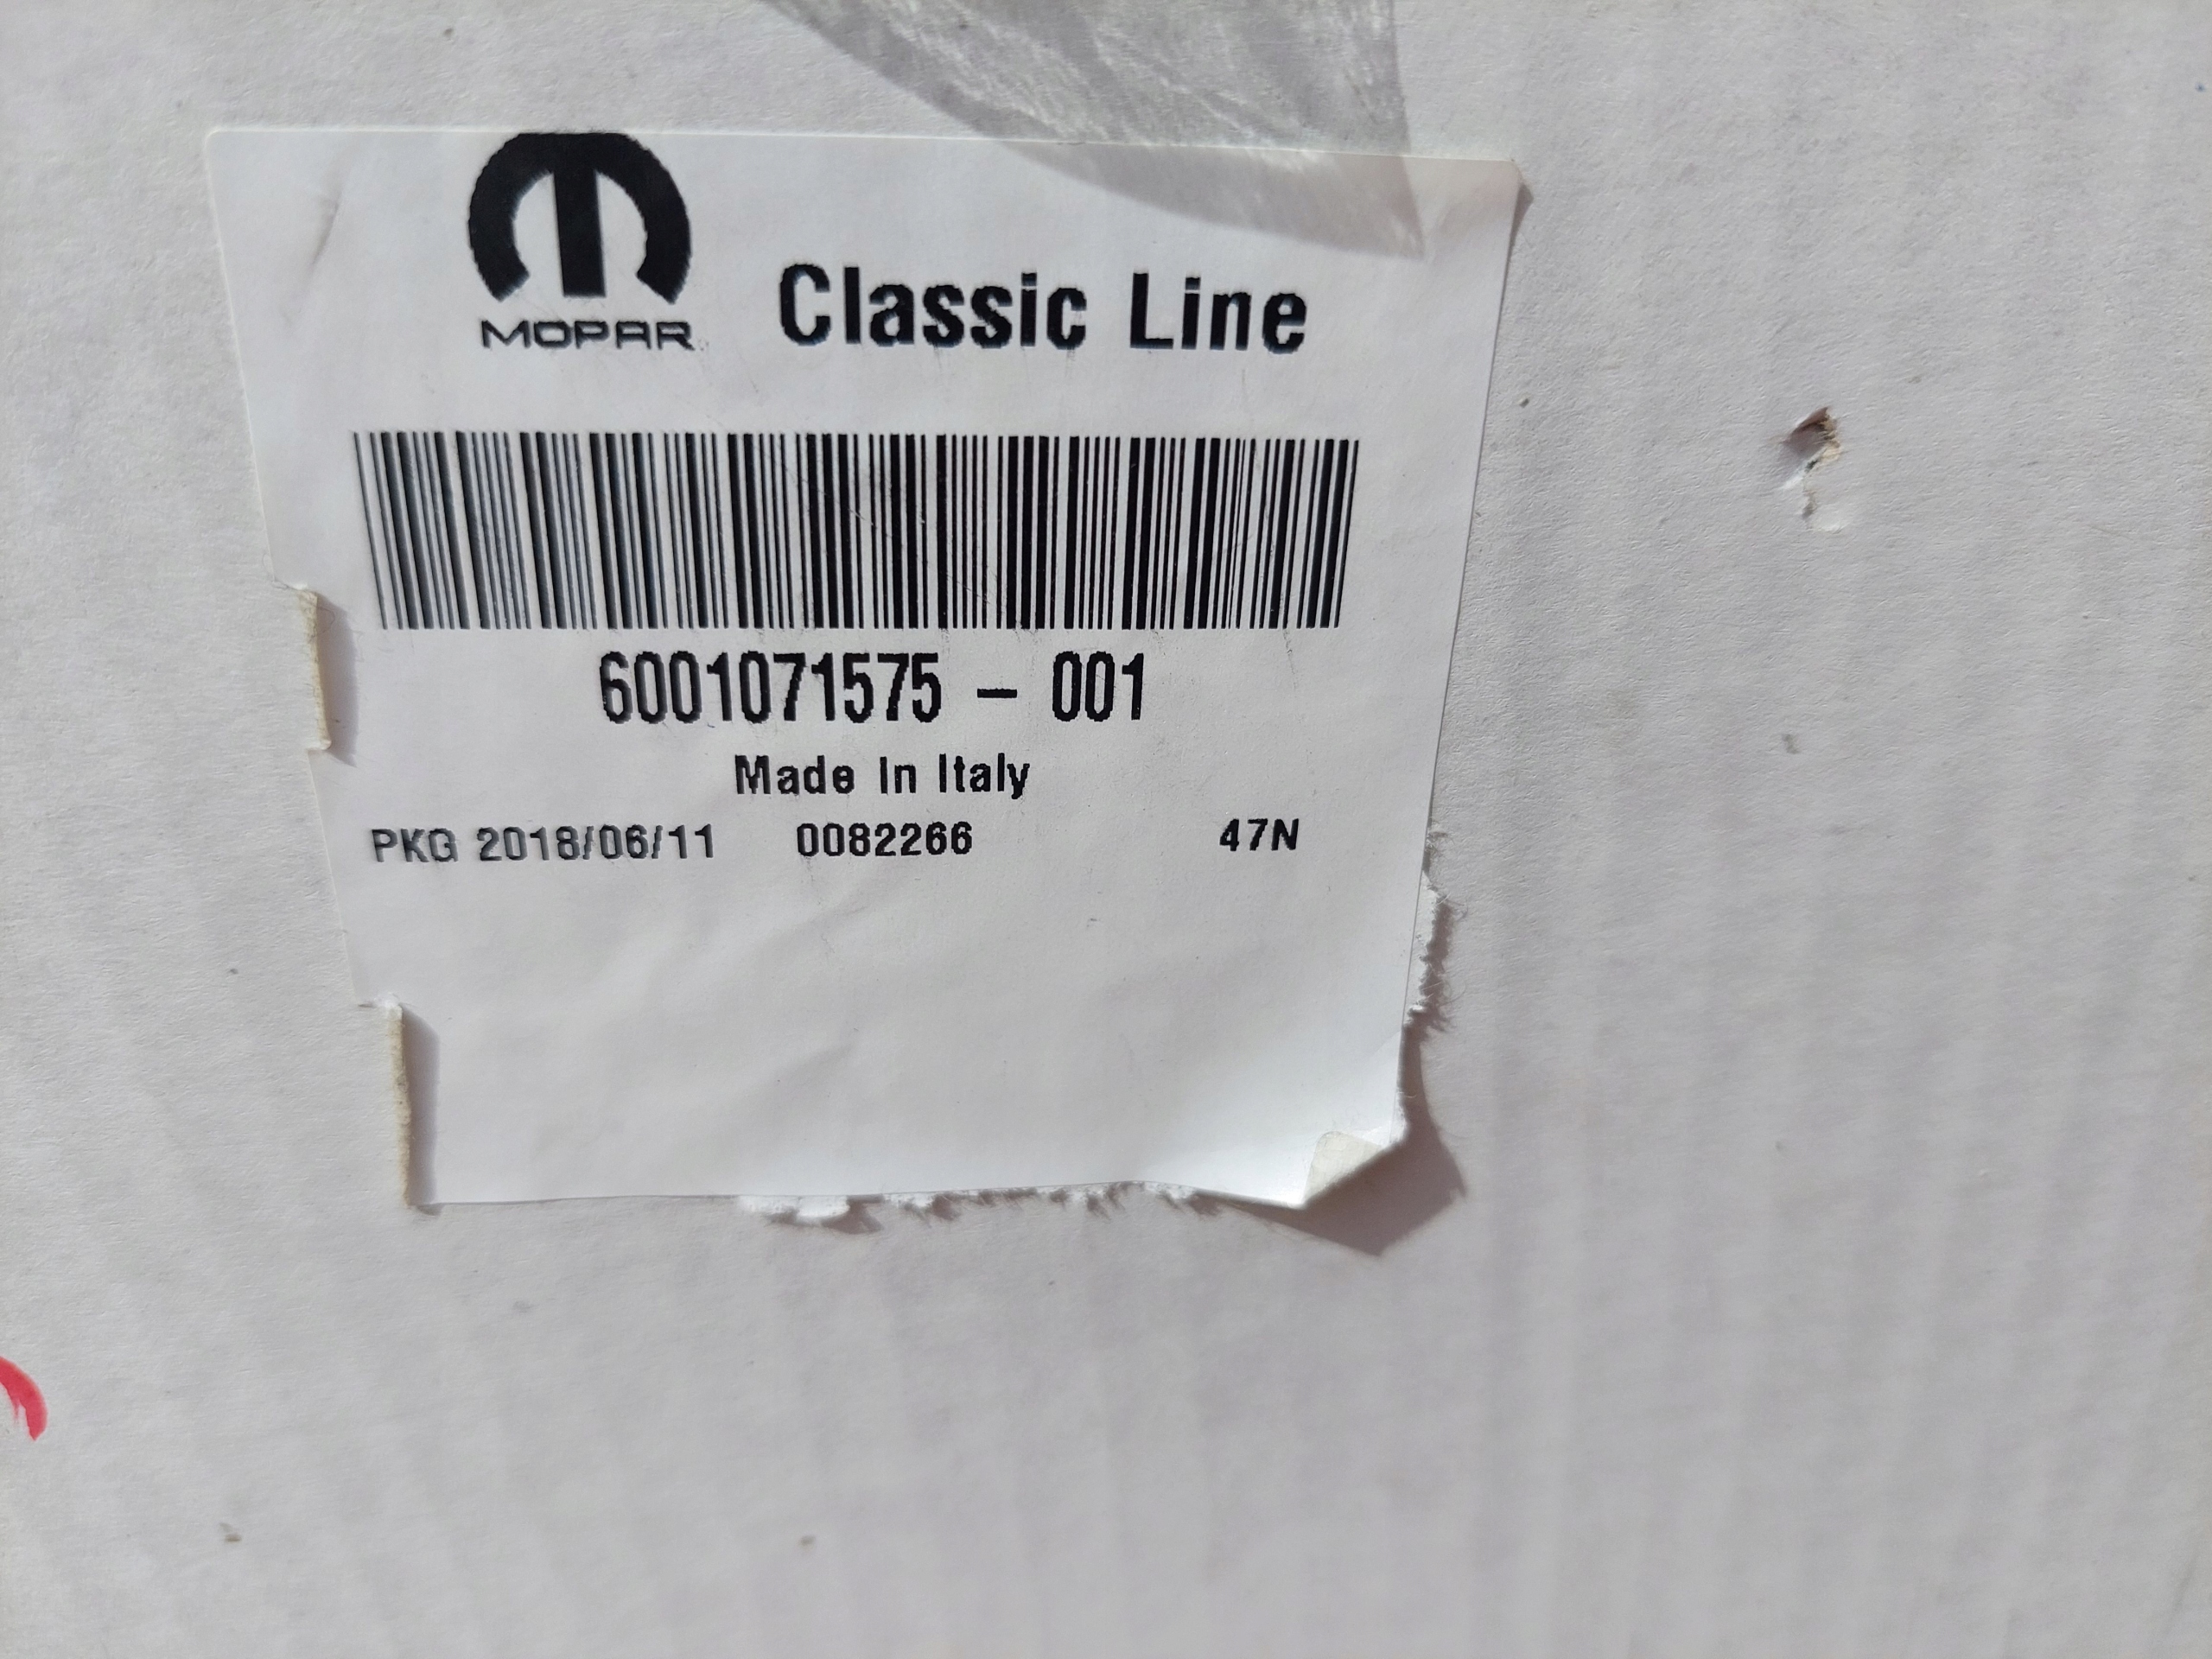 MOPAR
Classic Line
6001071575 - 001
Made In Italy
PKG 2018/06/11 0082266 47N